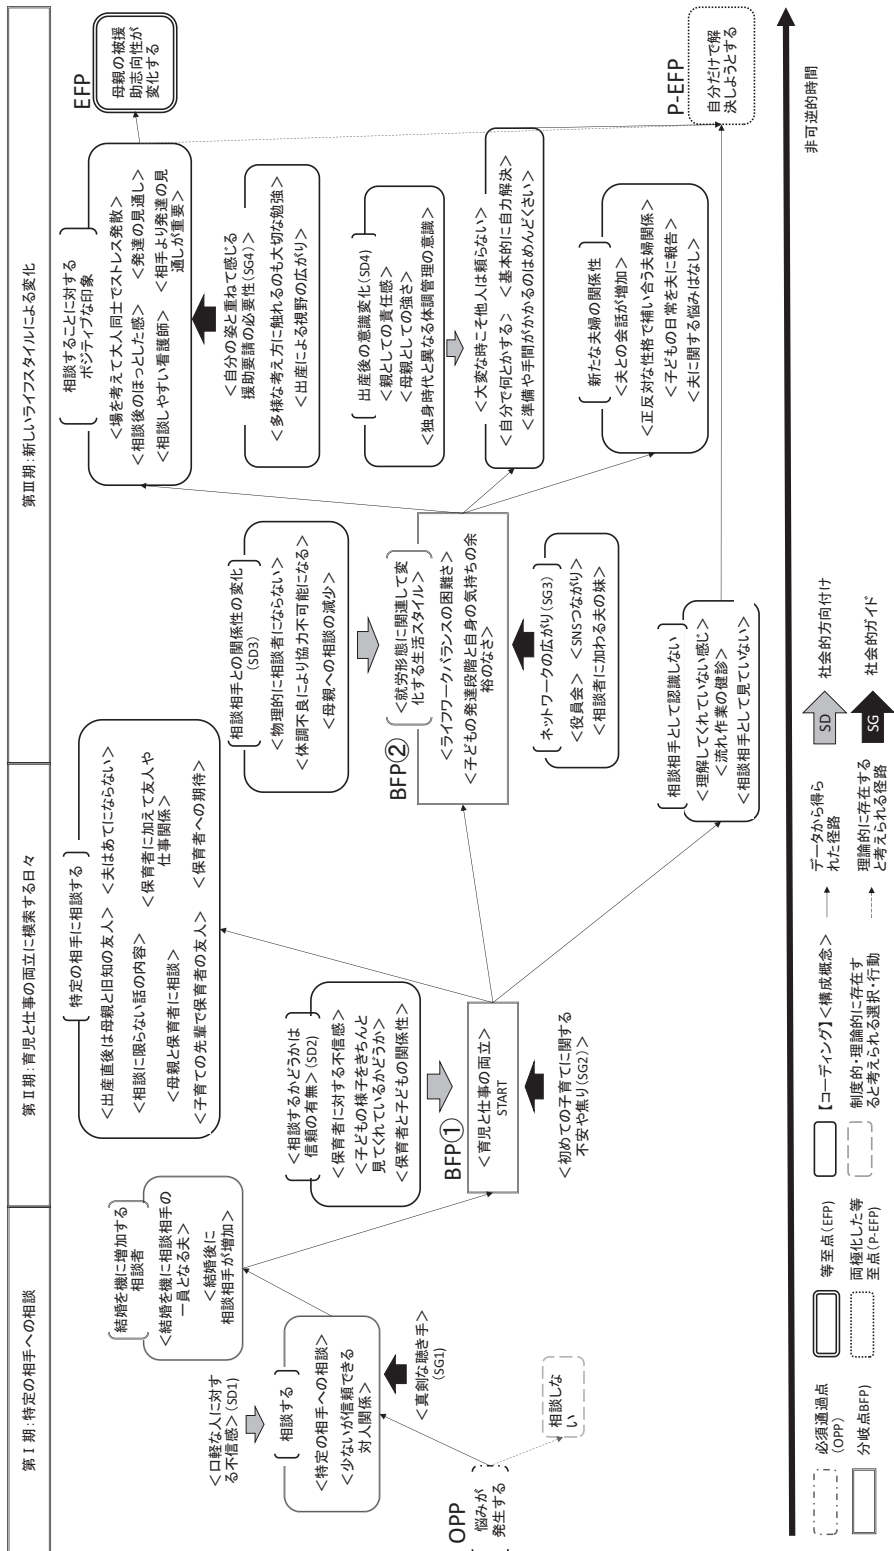 第Ⅰ期:特定の相手への相談
第Ⅱ期:育児と仕事の両立に模索する日々
第Ⅲ期:新しいライフスタイルによる変化
OPP
悩みが
発生する
相談しな
い
<口軽な人に対す
る不信感>(SD1)
相談する
<特定の相手への相談>
<少ないが信頼できる
対人関係>
<真剣な聴き手>
(SG1)
結婚を機に増加する
相談者
<結婚を機に相談相手の
一員となる夫>
<結婚後に
相談相手が増加>
特定の相手に相談する
<出産直後は母親と旧知の友人>
<夫はあてにならない>
<相談に限らない話の内容>
<保育者に加えて友人や
仕事関係>
<母親と保育者に相談>
<子育ての先輩で保育者の友人>
<保育者への期待>
<相談するかどうかは
信頼の有無>(SD2)
<保育者に対する不信感>
<子どもの様子をきちんと
見てくれているかどうか>
<保育者と子どもの関係性>
BFP①
<育児と仕事の両立>
START
<初めての子育てに関する
不安や焦り(SG2)>
相談相手との関係性の変化
(SD3)
<物理的に相談者にならない>
<体調不良により協力不可能になる>
<母親への相談の減少>
BFP②
<就労形態に関連して変
化する生活スタイル>
<ライフワークバランスの困難さ>
<子どもの発達段階と自身の気持ちの余
裕のなさ>
ネットワークの広がり(SG3)
<役員会>
<SNSつながり>
<相談者に加わる夫の妹>
相談相手として認識しない
<理解してくれていない感じ>
<流れ作業の健診>
<相談相手として見ていない>
相談することに対する
ポジティブな印象
<場を考えて大人同士でストレス発散>
<相談後のほっとした感>
<発達の見通し>
<相談しやすい看護師>
<相手より発達の見
通しが重要>
<自分の姿と重ねて感じる
援助要請の必要性(SG4)>
<多様な考え方に触れるのも大切な勉強>
<出産による視野の広がり>
出産後の意識変化(SD4)
<親としての責任感>
<母親としての強さ>
<独身時代と異なる体調管理の意識>
<大変な時こそ他人は頼らない>
<自分で何とかする>
<基本的に自力解決>
<準備や手間がかかるのはめんどくさい>
新たな夫婦の関係性
<夫との会話が増加>
<正反対な性格で補い合う夫婦関係>
<子どもの日常を夫に報告>
<夫に関する悩みはなし>
EFP
母親の被援
助志向性が
変化する
P-EFP
自分だけで解
決しようとする
非可逆的時間
必須通過点
(OPP)
分岐点BFP)
等至点(EFP)
両極化した等
至点(P-EFP)
【コーディング】<構成概念>
制度的・理論的に存在す
ると考えられる選択・行動
データから得ら
れた径路
理論的に存在する
と考えられる径路
SD
社会的方向付け
SG
社会的ガイド